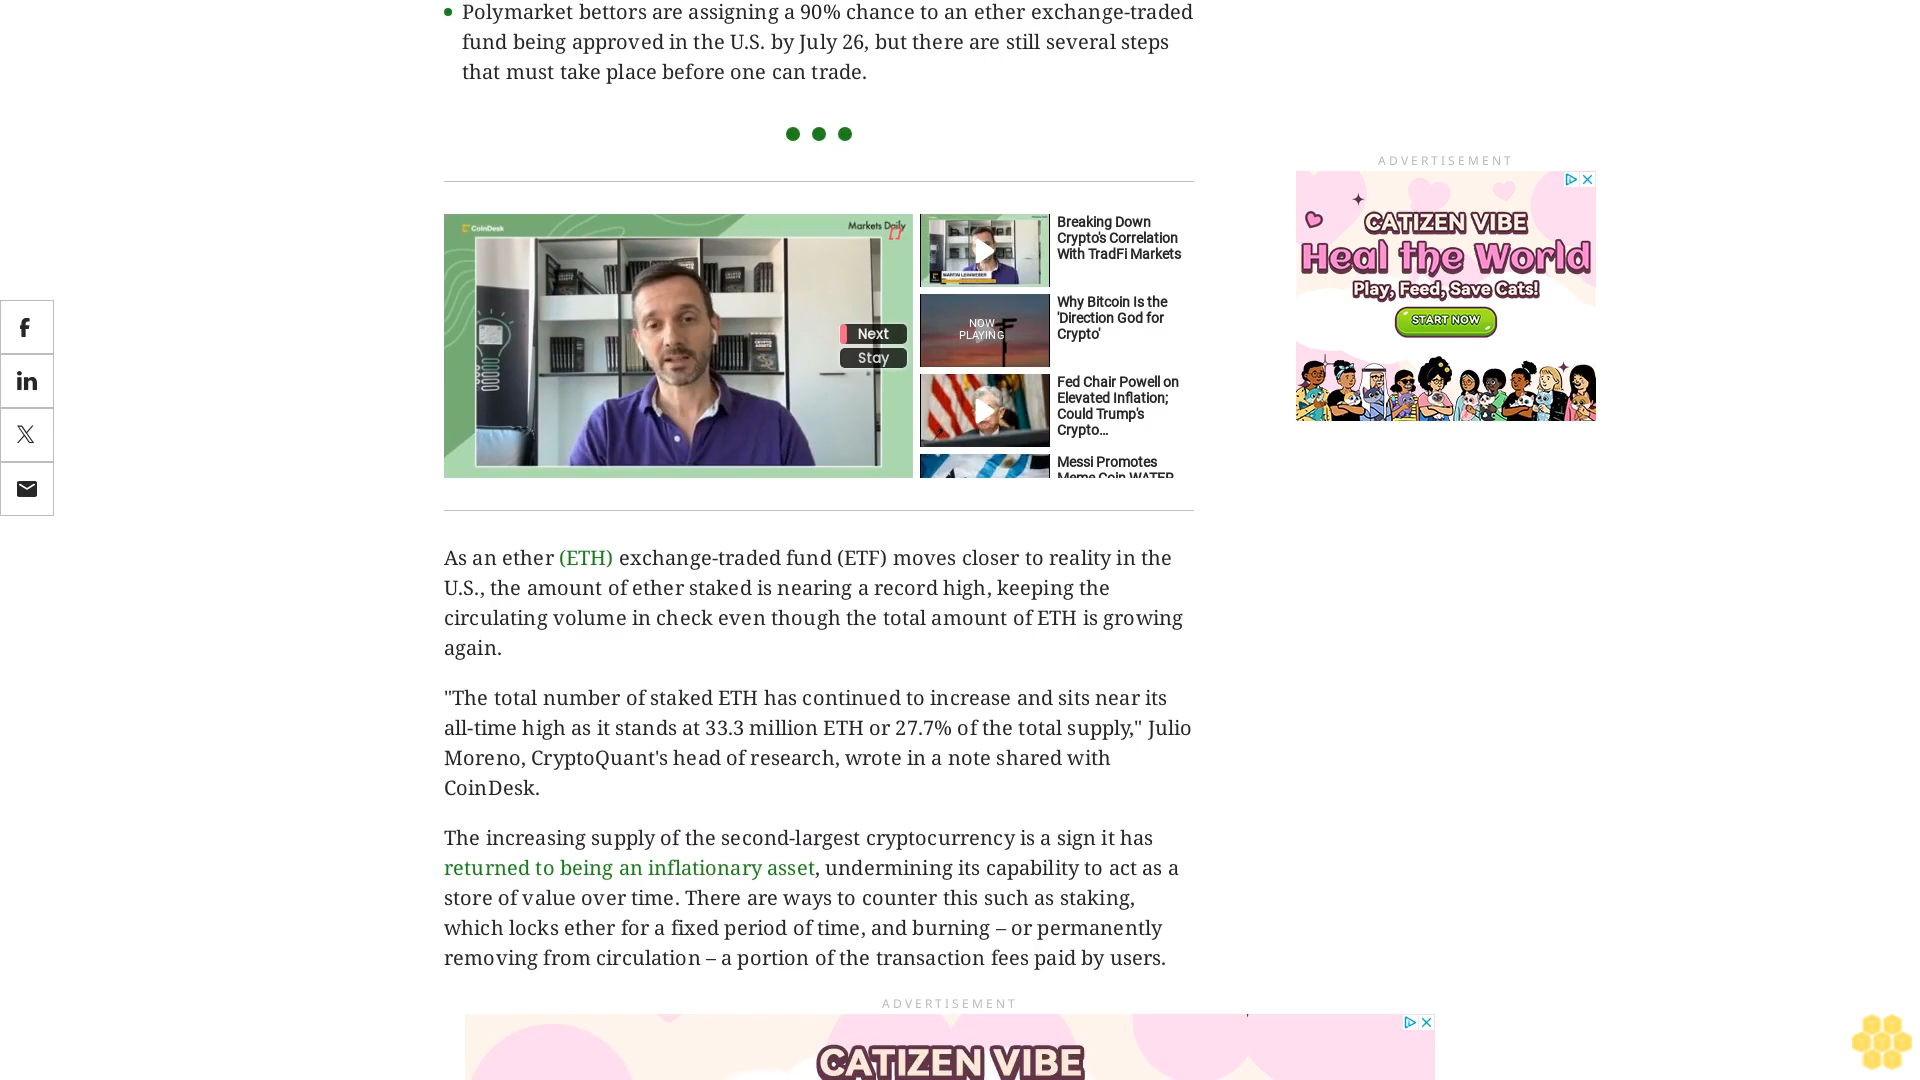 Polymarket bettors are assigning a 90% chance to an ether exchange-traded
fund being approved in the U.S. by July 26, but there are still several steps
that must take place before one can trade.
ADVERTISEMENT
CATIZEN VIBE
Heal the World
Play, Feed, Save Cats!
START NOW
CoinDesk
Markets Daily
CRYPTO ASSETS
Next
Stay
MARTIN LEINWEBER
Breaking Down
Crypto's Correlation
With TradFi Markets
NOW
PLAYING
Why Bitcoin Is the
'Direction God for
Crypto'
Fed Chair Powell on
Elevated Inflation;
Could Trump's
Crypto...
Messi Promotes
Meme Coin WATER
As an ether (ETH) exchange-traded fund (ETF) moves closer to reality in the
U.S., the amount of ether staked is nearing a record high, keeping the
circulating volume in check even though the total amount of ETH is growing
again.
"The total number of staked ETH has continued to increase and sits near its
all-time high as it stands at 33.3 million ETH or 27.7% of the total supply," Julio
Moreno, CryptoQuant's head of research, wrote in a note shared with
CoinDesk.
The increasing supply of the second-largest cryptocurrency is a sign it has
returned to being an inflationary asset, undermining its capability to act as a
store of value over time. There are ways to counter this such as staking,
which locks ether for a fixed period of time, and burning – or permanently
removing from circulation – a portion of the transaction fees paid by users.
ADVERTISEMENT
CATIZEN VIBE